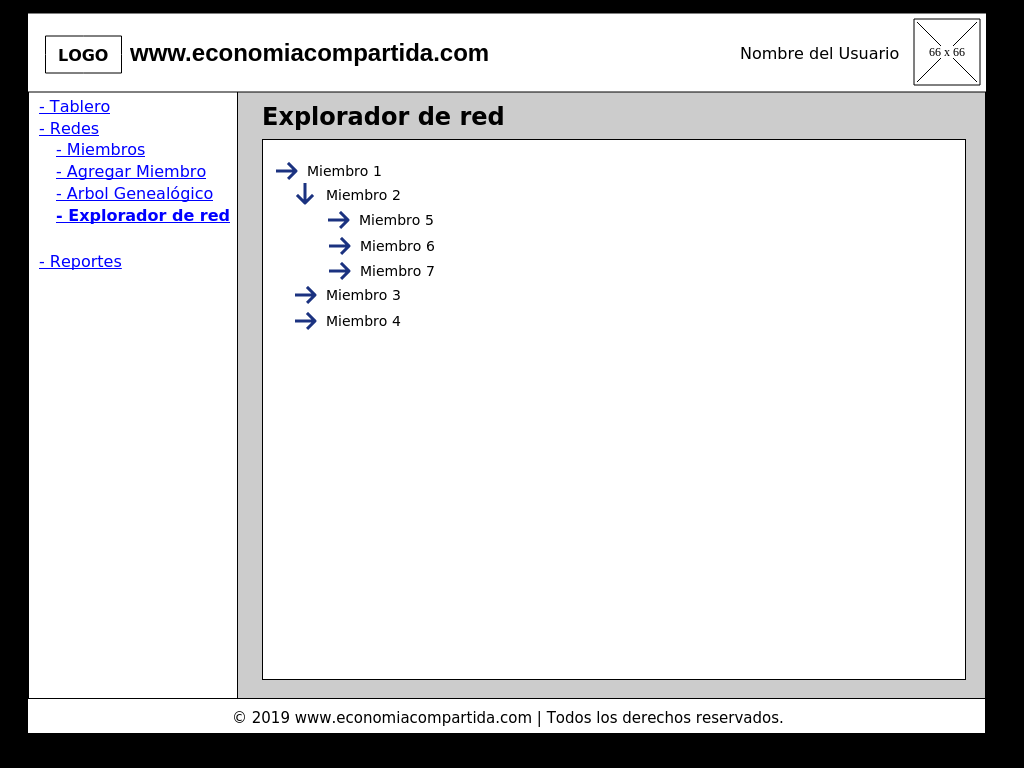 LOGO www.economiacompartida.com
Nombre del Usuario
66 x 66
- Tablero
- Redes
- Miembros
- Agregar Miembro
- Arbol Genealógico
- Explorador de red
- Reportes
Explorador de red
Miembro 1
Miembro 2
Miembro 5
Miembro 6
Miembro 7
Miembro 3
Miembro 4
© 2019 www.economiacompartida.com | Todos los derechos reservados.